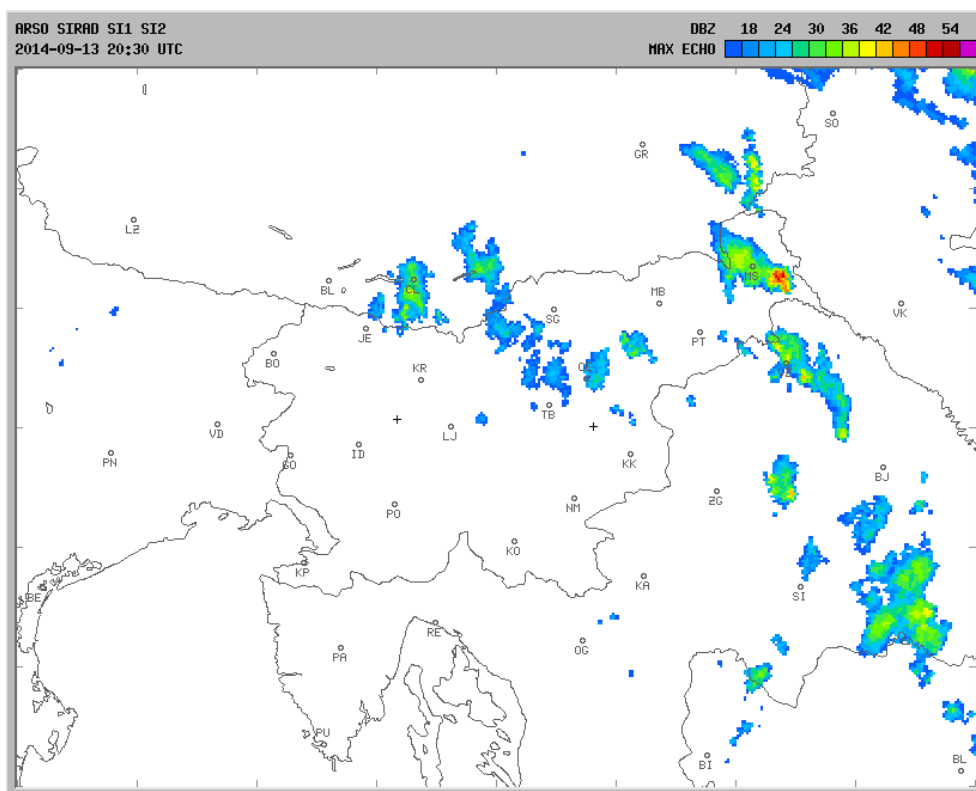 ARSO SIRAD SI1 SI2 DBZ 18 24 30 36 42 48 54
2014-09-13 20:30 UTC MAX ECHO
SO
GR
LZ
MS
BL
CL
MB
VK
SG
JE
PT
BO
KR
VZ
TB
VD
LJ
ID
PN
GO
KK
BJ
ZG
PO
NM
KO
KP
KA
BE
SI
RE
OG
PA
PU
BI
BL